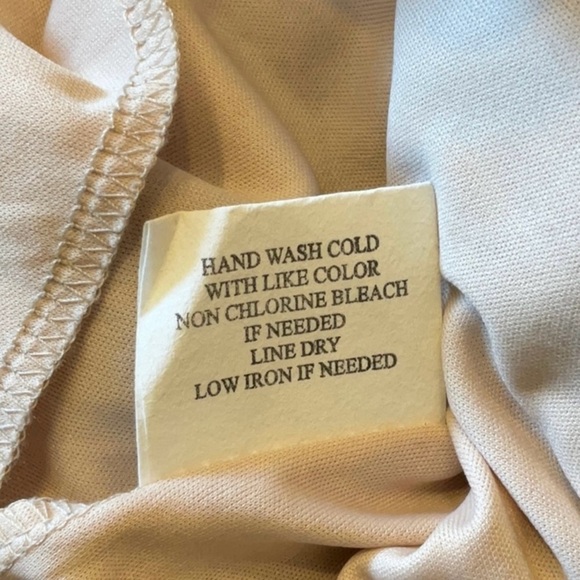 HAND WASH COLD
WITH LIKE COLOR
NON CHLORINE BLEACH
IF NEEDED
LINE DRY
LOW IRON IF NEEDED